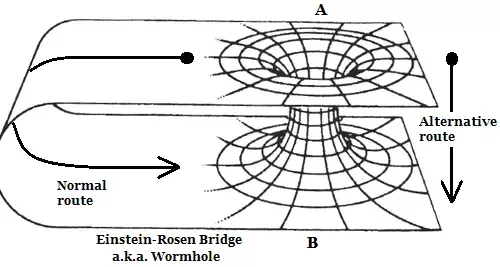 A
Alternative
route
Normal
route
Einstein-Rosen Bridge
a.k.a. Wormhole
B